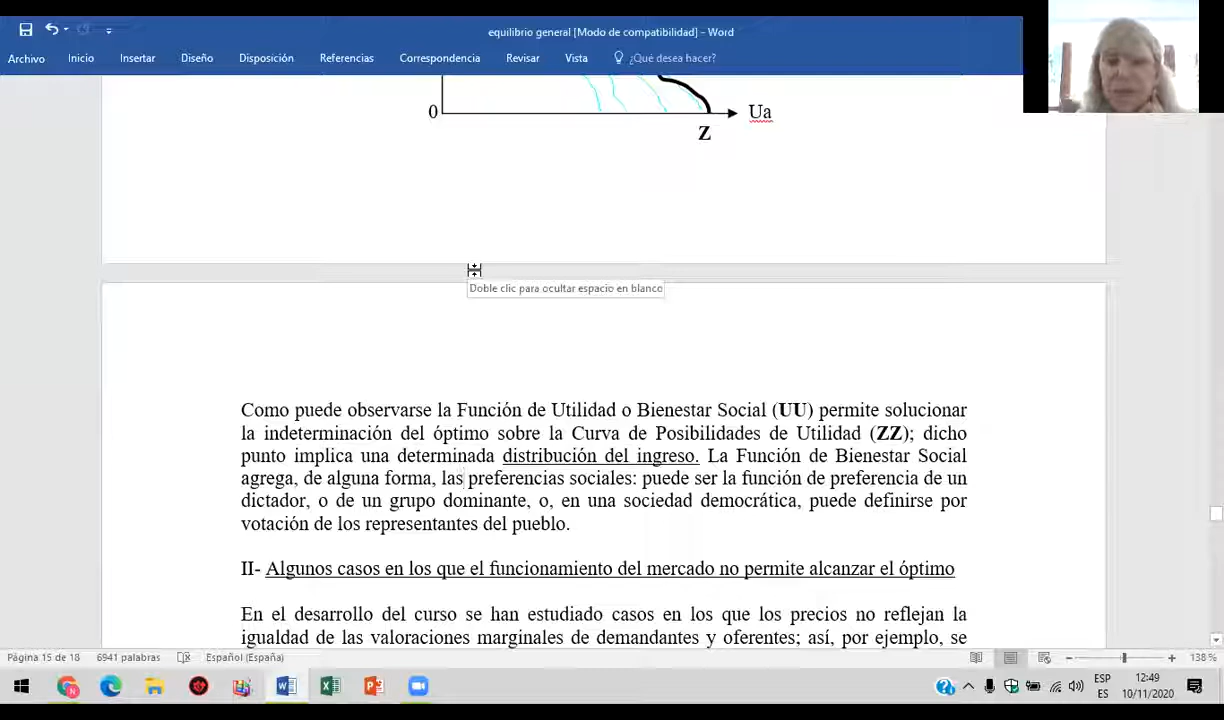 equilibrio general [Modo de compatibilidad] - Word
Archivo Inicio Insertar Diseño Disposición Referencias Correspondencia Revisar Vista ¿Qué desea hacer?
0 Ua
Z
Doble clic para ocultar espacio en blanco
Como puede observarse la Función de Utilidad o Bienestar Social (UU) permite solucionar
la indeterminación del óptimo sobre la Curva de Posibilidades de Utilidad (ZZ); dicho
punto implica una determinada distribución del ingreso. La Función de Bienestar Social
agrega, de alguna forma, las preferencias sociales: puede ser la función de preferencia de un
dictador, o de un grupo dominante, o, en una sociedad democrática, puede definirse por
votación de los representantes del pueblo.
II- Algunos casos en los que el funcionamiento del mercado no permite alcanzar el óptimo
En el desarrollo del curso se han estudiado casos en los que los precios no reflejan la
igualdad de las valoraciones marginales de demandantes y oferentes; así, por ejemplo, se
Página 15 de 18 6941 palabras Español (España) 138 %
ESP 12:49
ES 10/11/2020